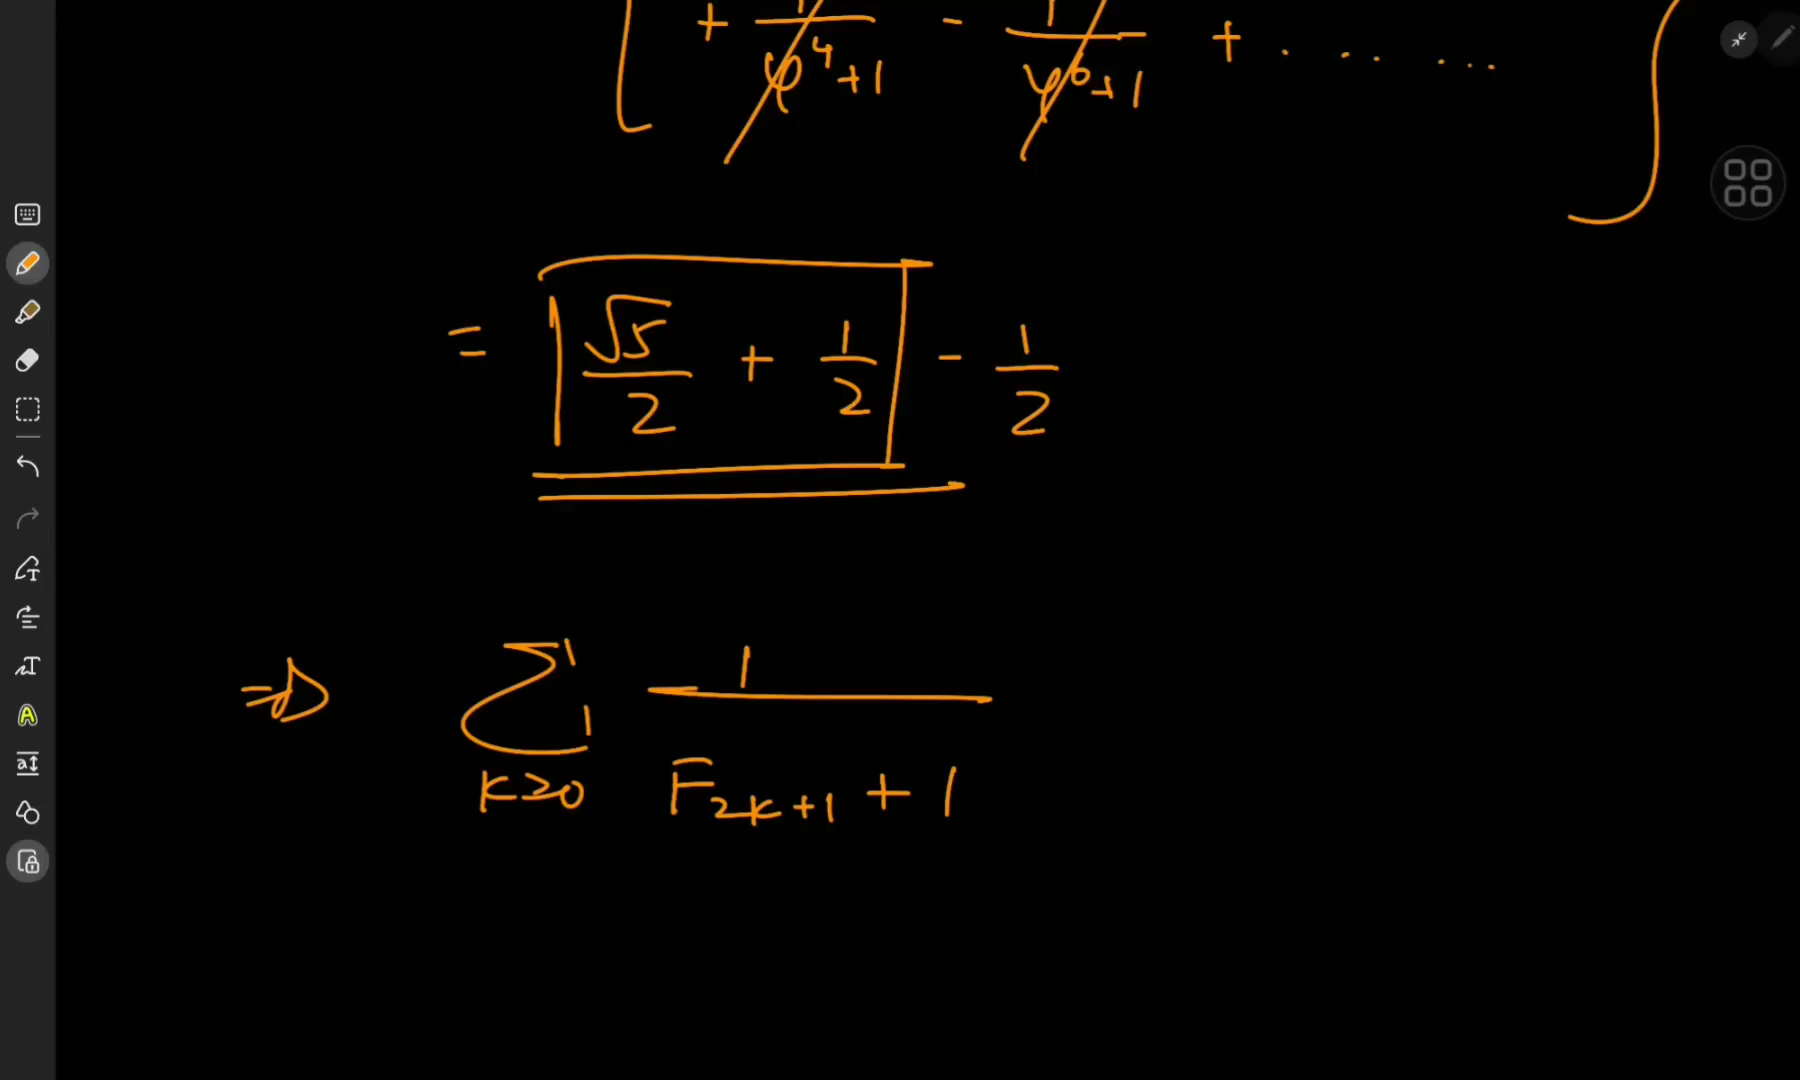 + 1/(φ⁴+1) - 1/(φ⁶+1) + . . . . . .
= √5/2 + 1/2 - 1/2
⇒ Σ k≥0 1/(F₂ₖ₊₁ + 1)